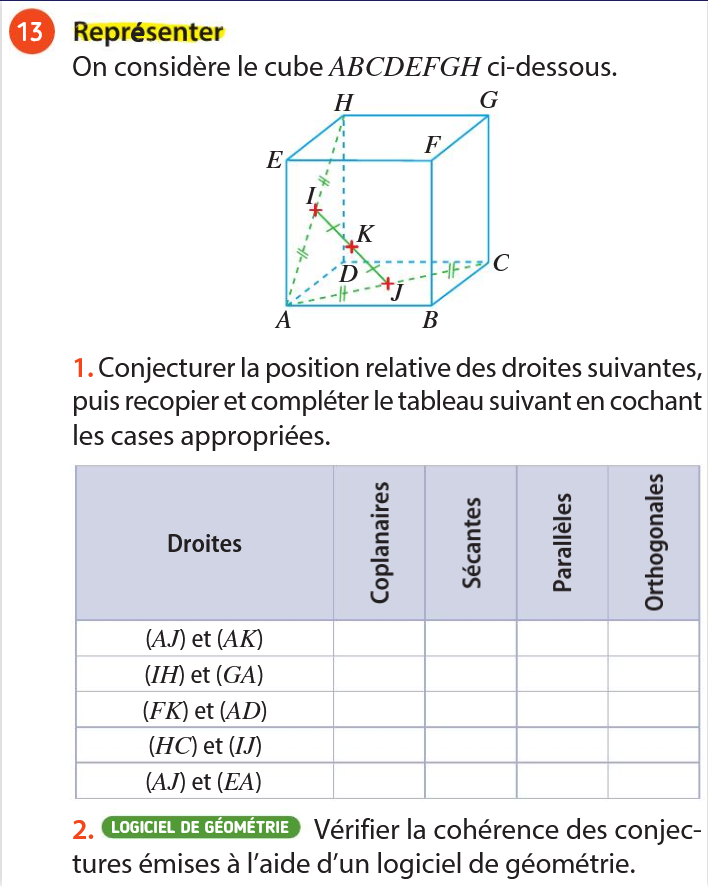 13 Représenter
On considère le cube ABCDEFGH ci-dessous.
H G
E F
I
K
D C
J
A B
1. Conjecturer la position relative des droites suivantes,
puis recopier et compléter le tableau suivant en cochant
les cases appropriées.
Droites Coplanaires Sécantes Parallèles Orthogonales
(AJ) et (AK)
(IH) et (GA)
(FK) et (AD)
(HC) et (IJ)
(AJ) et (EA)
2. LOGICIEL DE GÉOMÉTRIE Vérifier la cohérence des conjec-
tures émises à l'aide d'un logiciel de géométrie.